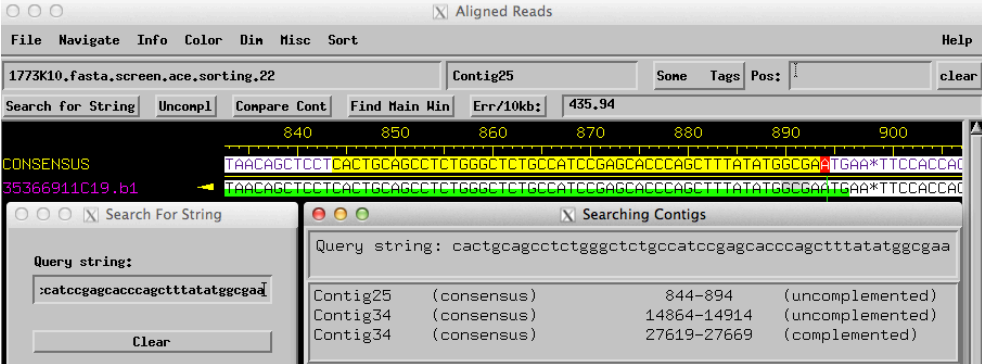 Aligned Reads
File Navigate Info Color Dim Misc Sort Help
1773K10.fasta.screen.ace.sorting.22 Contig25 Some Tags Pos: clear
Search for String Uncompl Compare Cont Find Main Win Err/10kb: 435.94
840 850 860 870 880 890 900
CONSENSUS TAACAGCTCCTCACTGCAGCCTCTGGGCTCTGCCATCCGAGCACCCAGCTTTATATGGCGAATGAA*TTCCACCAC
35366911C19.b1 TAACAGCTCCTCACTGCAGCCTCTGGGCTCTGCCATCCGAGCACCCAGCTTTATATGGCGAATGAA*TTCCACCAC
Search For String
Query string:
:catccgagcacccagctttatatggcgaa
Clear
Searching Contigs
Query string: cactgcagcctctgggctctgccatccgagcacccagctttatatggcgaa
Contig25 (consensus) 844-894 (uncomplemented)
Contig34 (consensus) 14864-14914 (uncomplemented)
Contig34 (consensus) 27619-27669 (complemented)